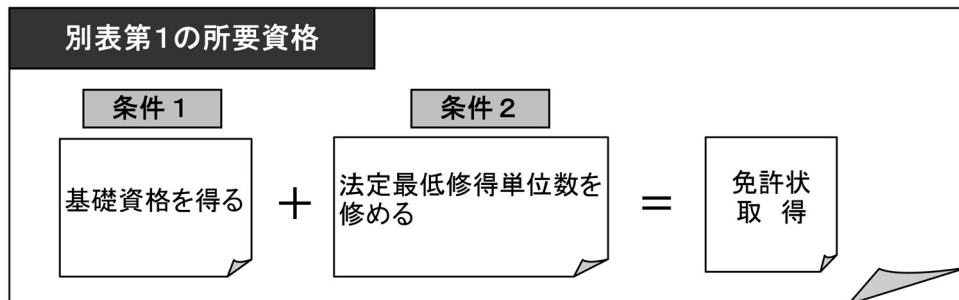 別表第1の所要資格
条件1
条件2
基礎資格を得る
＋
法定最低修得単位数を
修める
＝
免許状
取 得